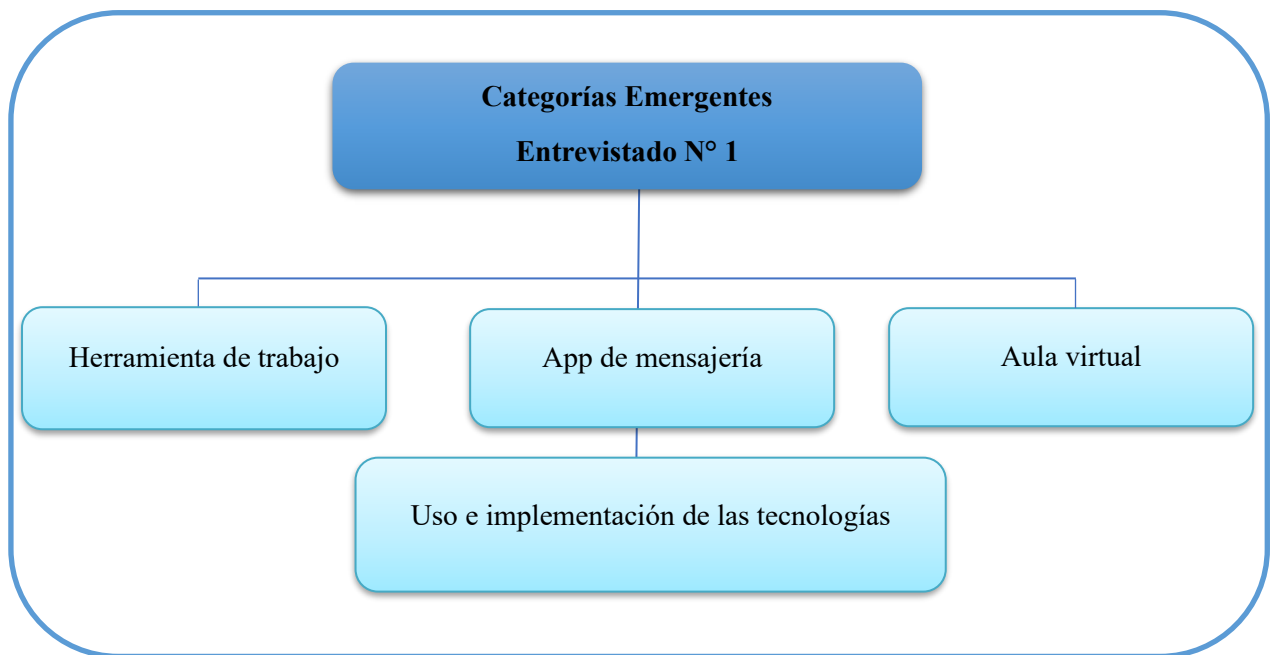 Categorías Emergentes
Entrevistado N° 1
Herramienta de trabajo
App de mensajería
Aula virtual
Uso e implementación de las tecnologías